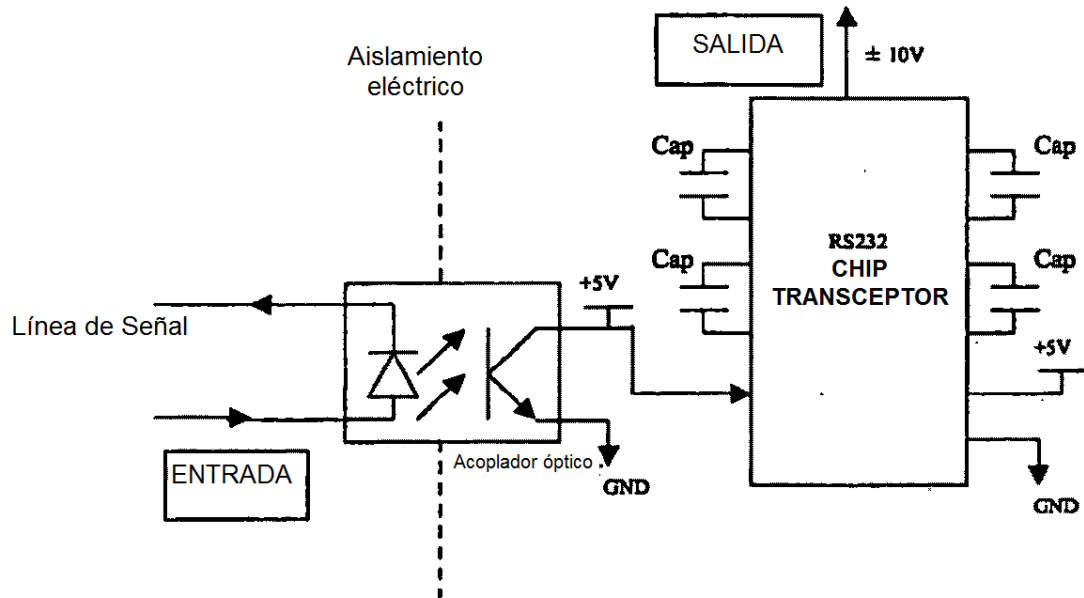 SALIDA
± 10V
Aislamiento
eléctrico
Cap
Cap
RS232
CHIP
TRANSCEPTOR
Cap
Cap
+5V
Línea de Señal
+5V
ENTRADA
Acoplador óptico
GND
GND